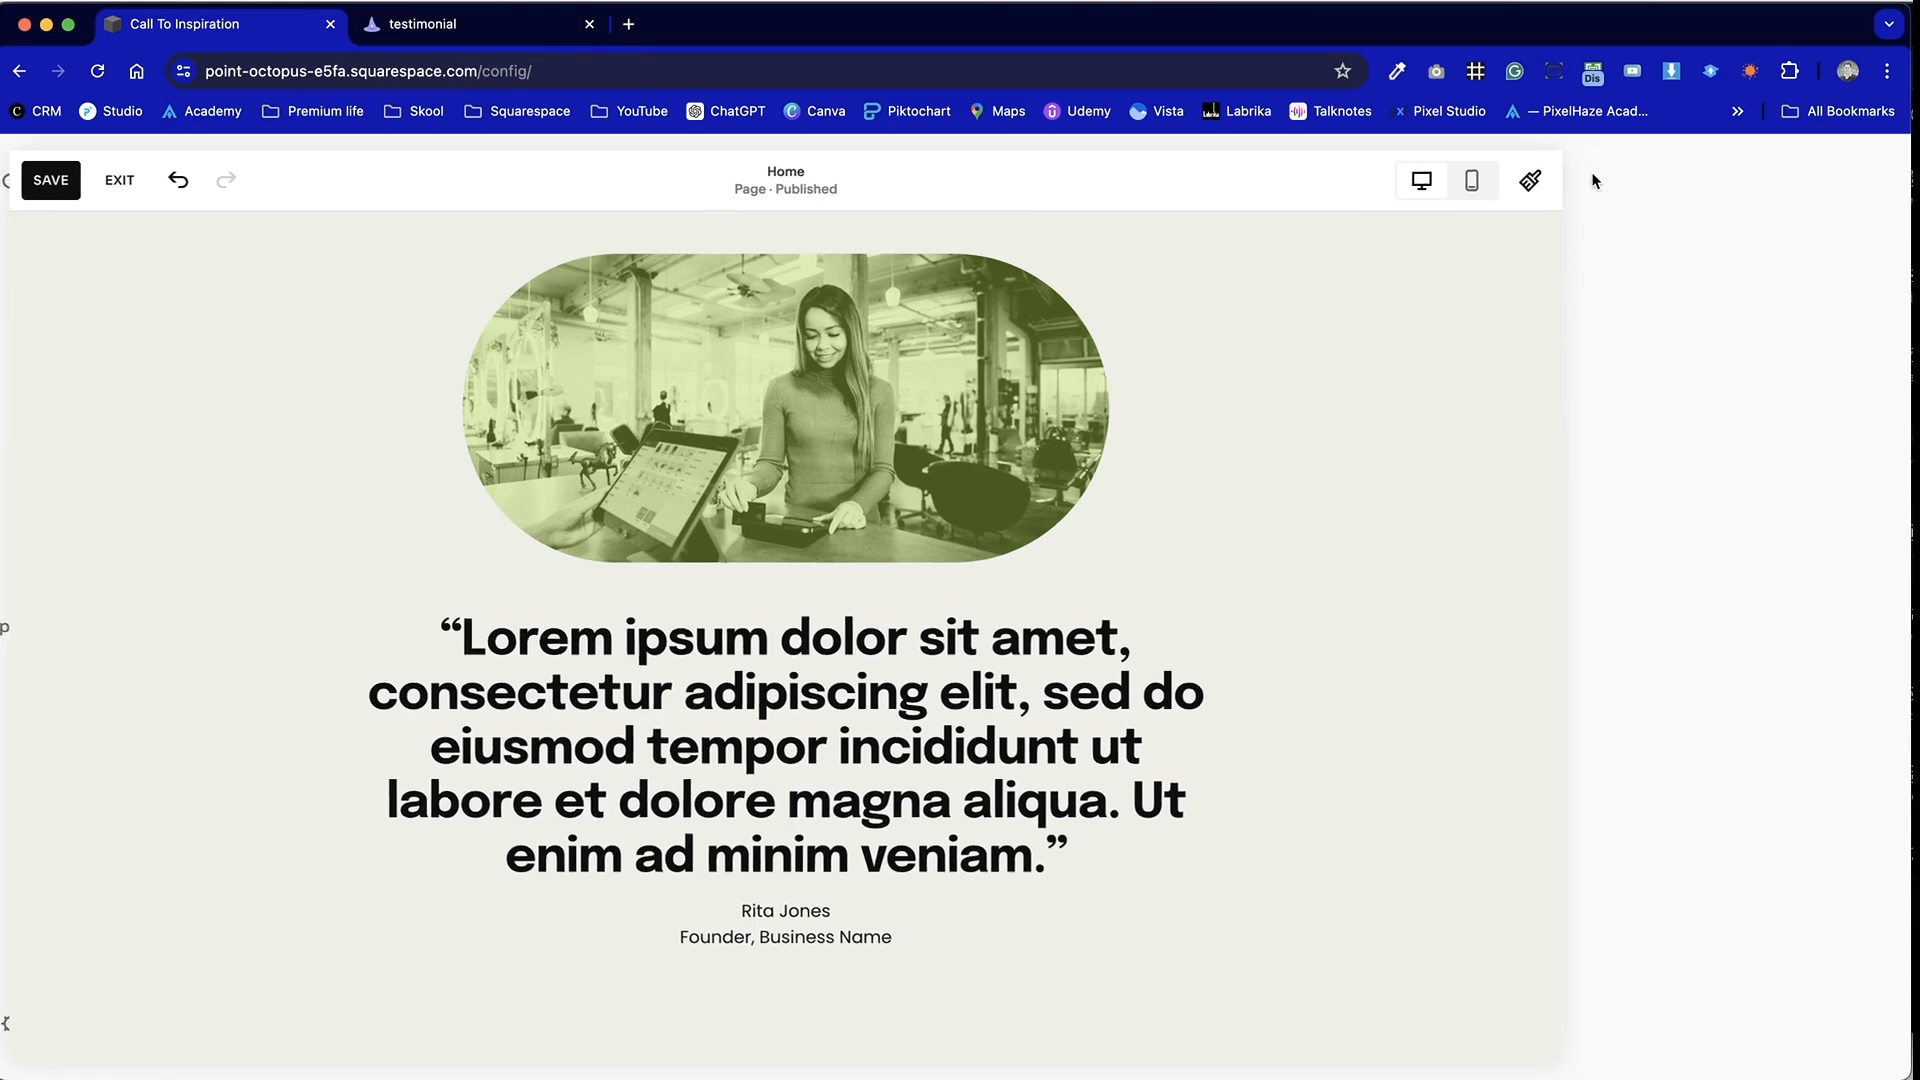 Call To Inspiration
testimonial
point-octopus-e5fa.squarespace.com/config/
Dis
CRM Studio Academy Premium life Skool Squarespace YouTube ChatGPT Canva Piktochart Maps Udemy Vista Labrika Talknotes Pixel Studio — PixelHaze Acad... » All Bookmarks
SAVE EXIT
Home
Page · Published
“Lorem ipsum dolor sit amet,
consectetur adipiscing elit, sed do
eiusmod tempor incididunt ut
labore et dolore magna aliqua. Ut
enim ad minim veniam.”
Rita Jones
Founder, Business Name